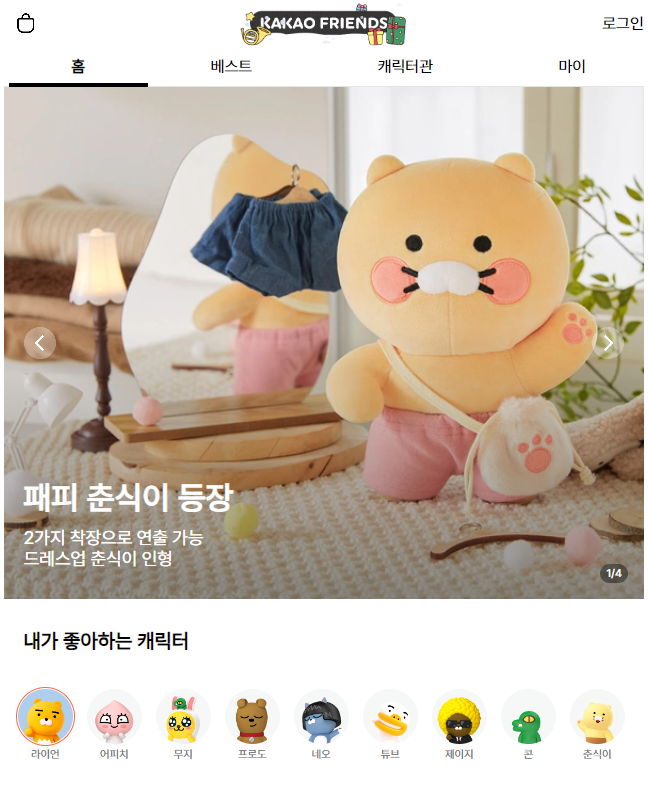 KAKAO FRIENDS
로그인
홈
베스트
캐릭터관
마이
패피 춘식이 등장
2가지 착장으로 연출 가능
드레스업 춘식이 인형
1/4
내가 좋아하는 캐릭터
라이언
어피치
무지
프로도
네오
튜브
제이지
콘
춘식이